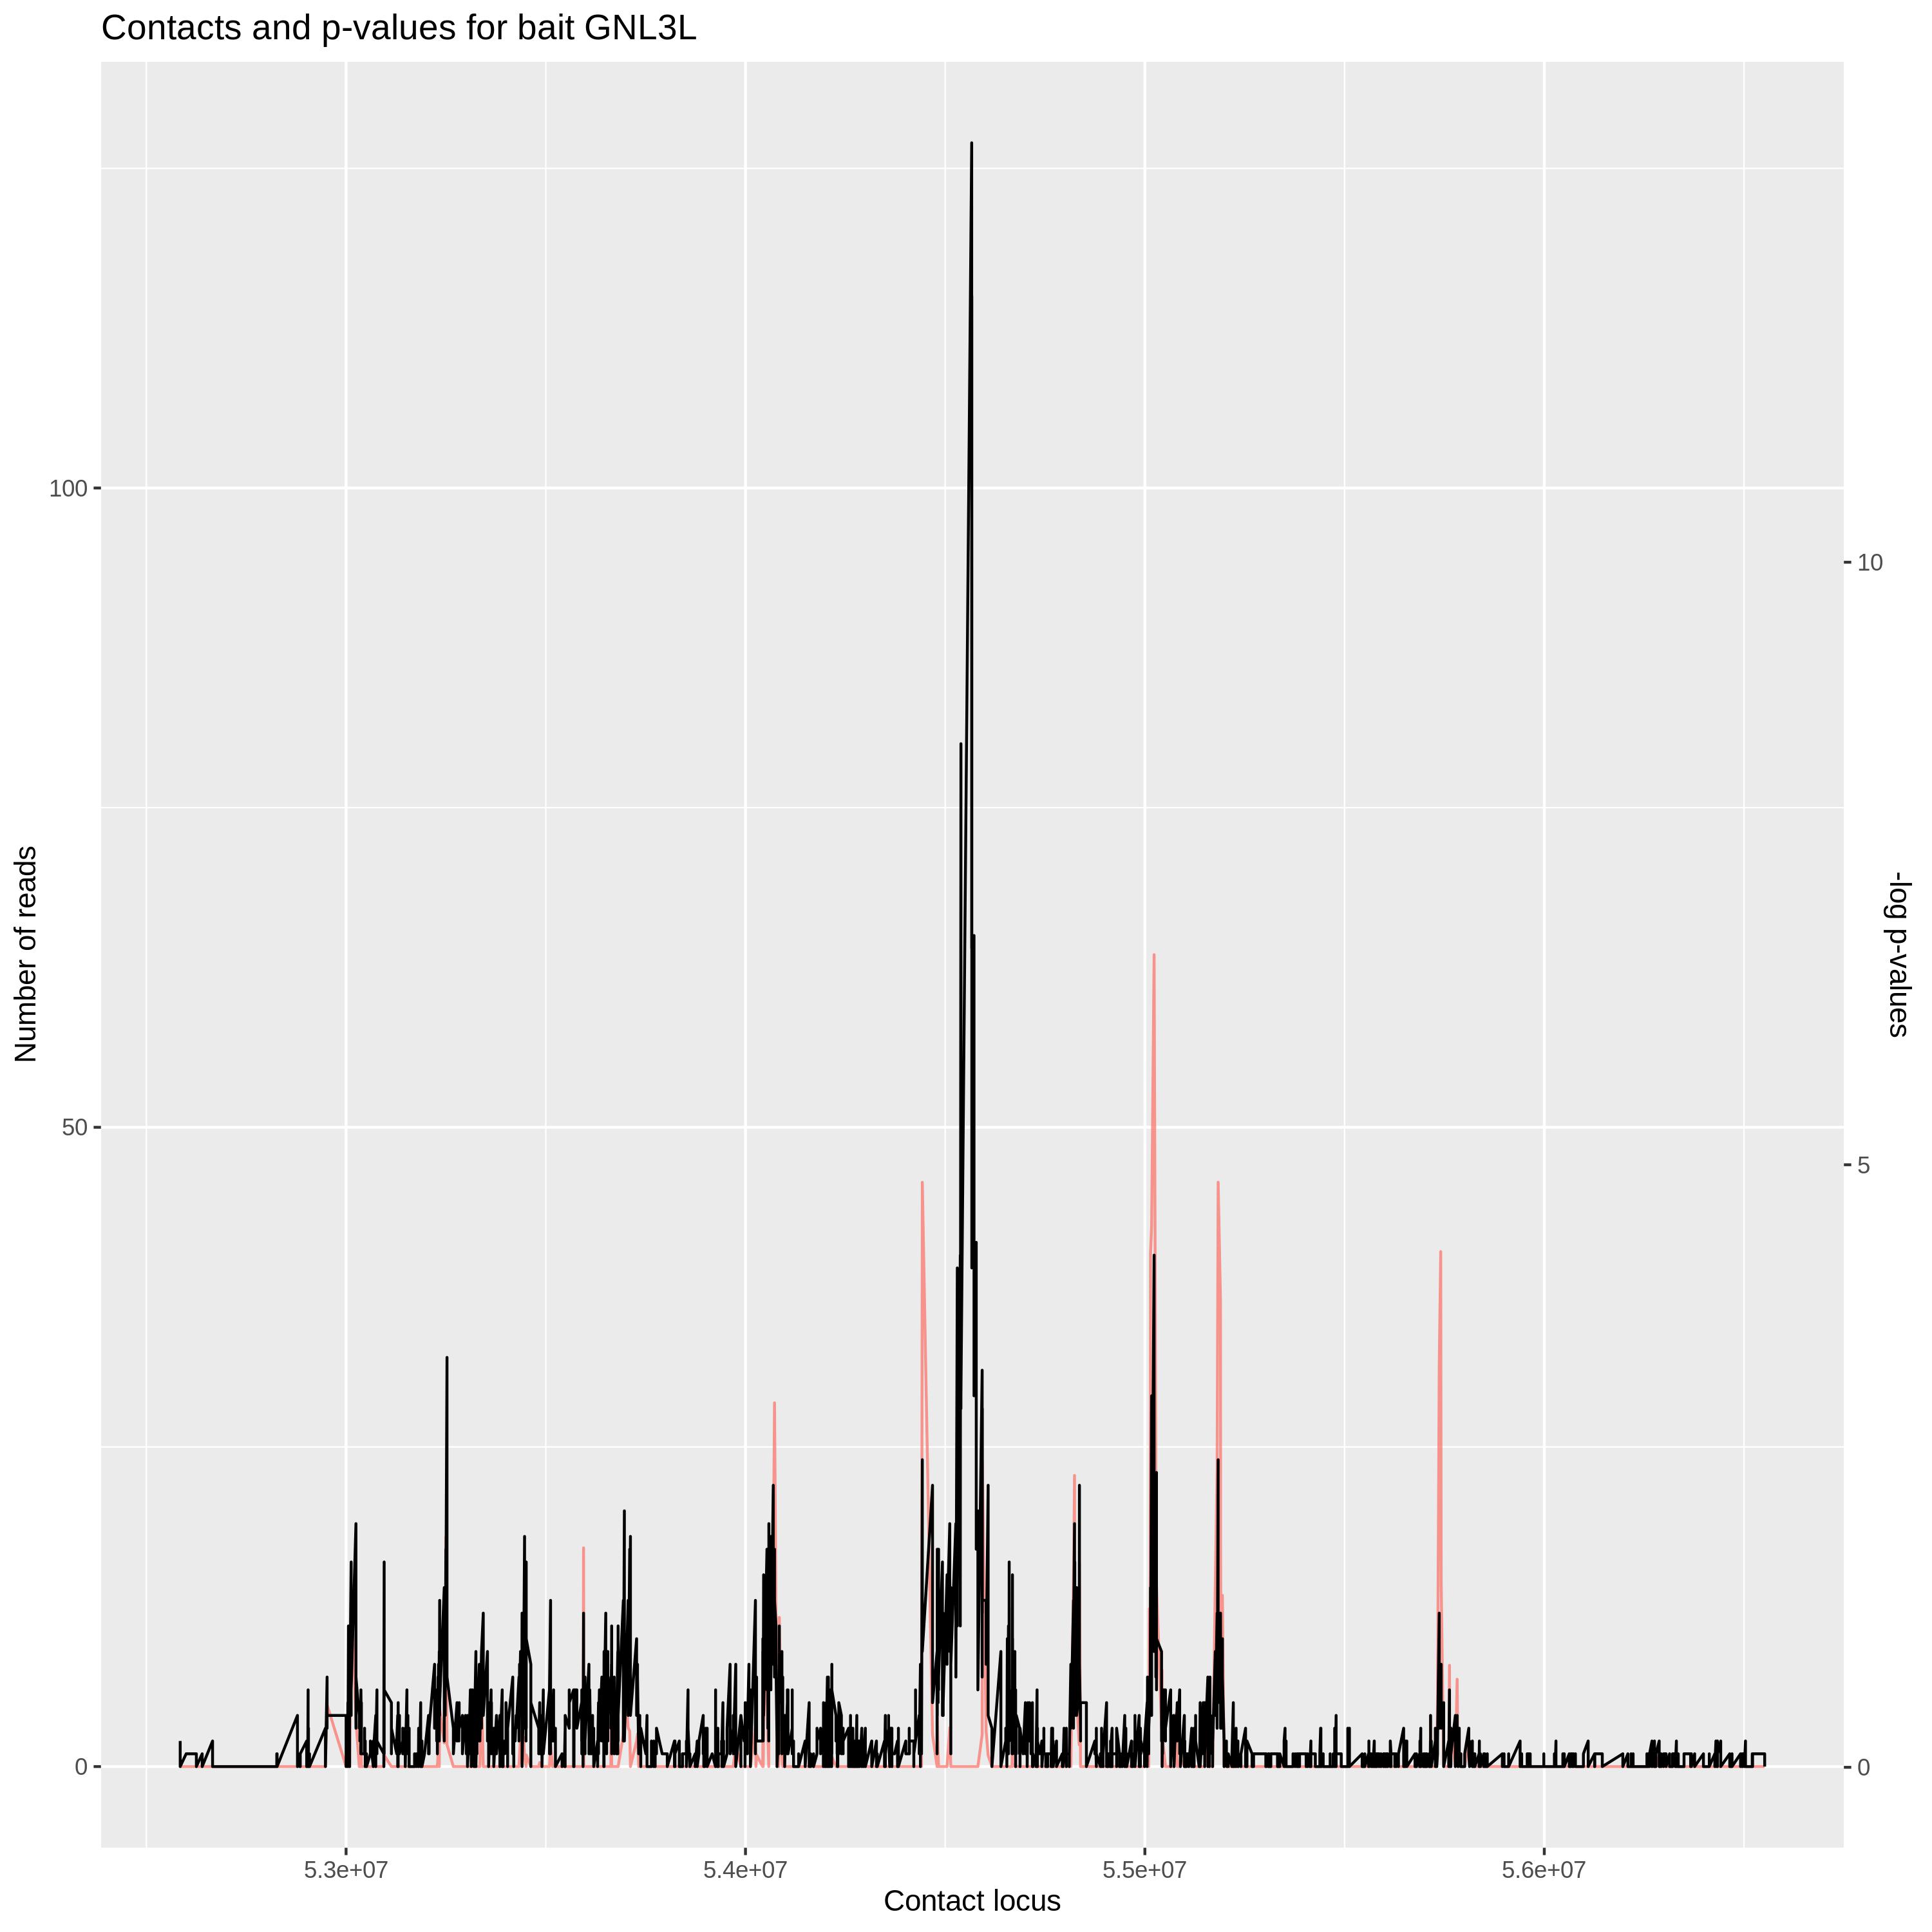 Contacts and p-values for bait GNL3L
100
50
0
Number of reads
10
5
0
-log p-values
5.3e+07
5.4e+07
5.5e+07
5.6e+07
Contact locus